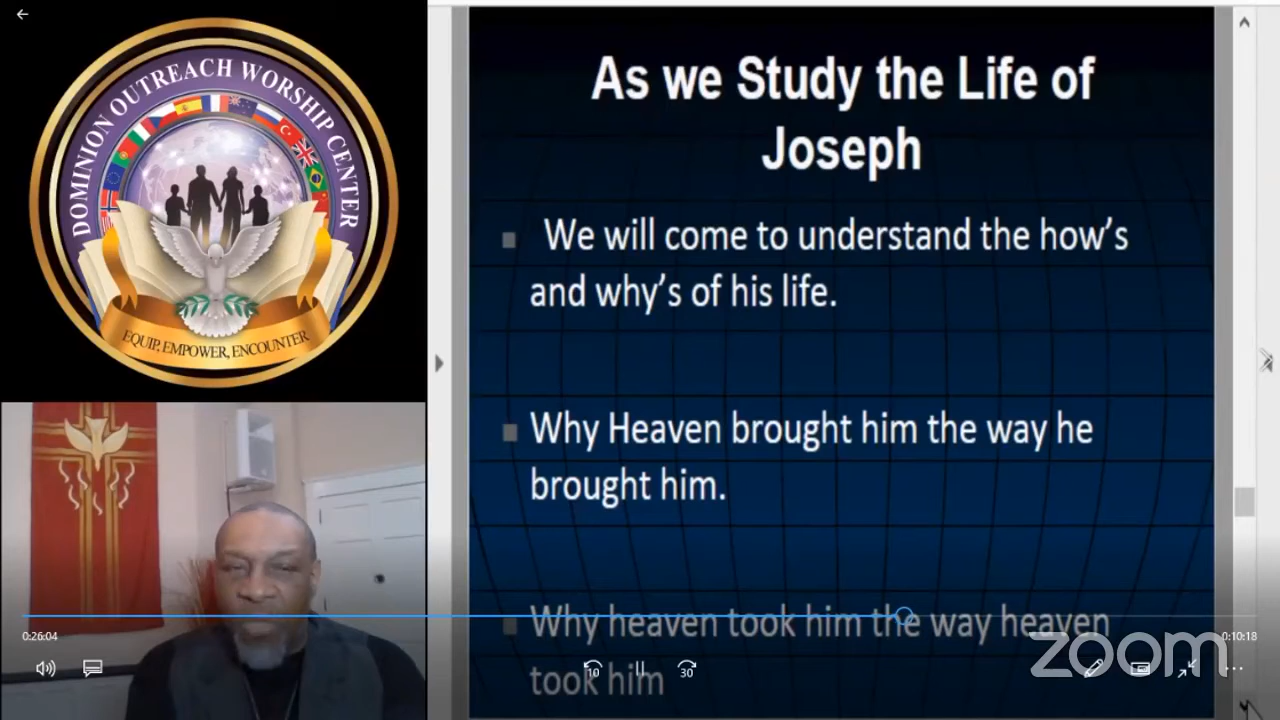 DOMINION OUTREACH WORSHIP CENTER
EQUIP, EMPOWER, ENCOUNTER
As we Study the Life of
Joseph
We will come to understand the how’s
and why’s of his life.
Why Heaven brought him the way he
brought him.
Why heaven took him the way heaven
took him
0:26:04
0:10:18
10
30
zoom